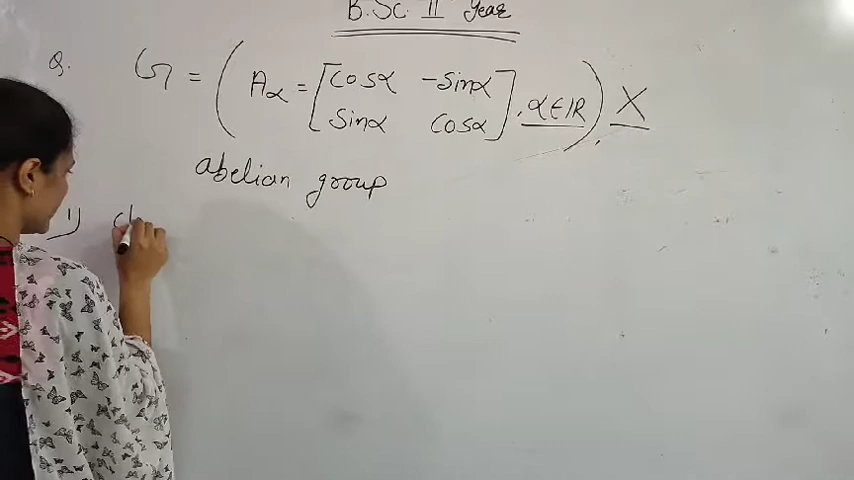 B.Sc. II Year
Q. G = ( Aα = [Cosα -Sinα
Sinα Cosα] , α∈IR ), X
abelian group
1) cl